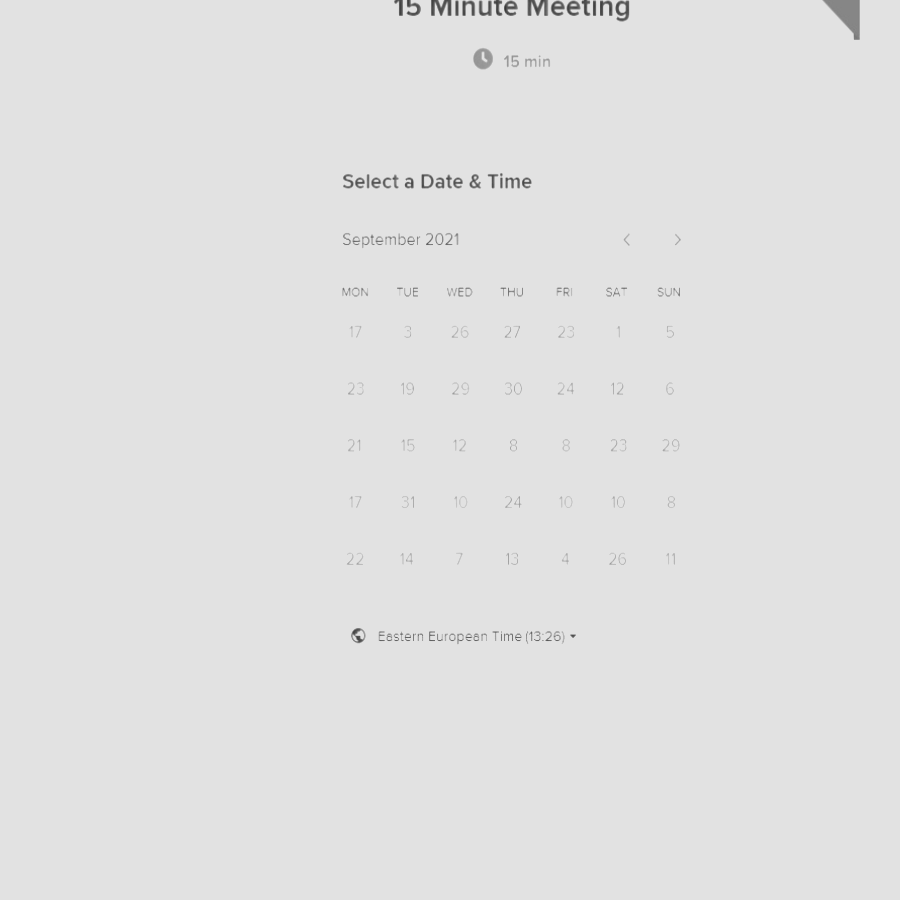 15 Minute Meeting
15 min
Select a Date & Time
September 2021
MON TUE WED THU FRI SAT SUN
17 3 26 27 23 1 5
23 19 29 30 24 12 6
21 15 12 8 8 23 29
17 31 10 24 10 10 8
22 14 7 13 4 26 11
Eastern European Time (13:26)